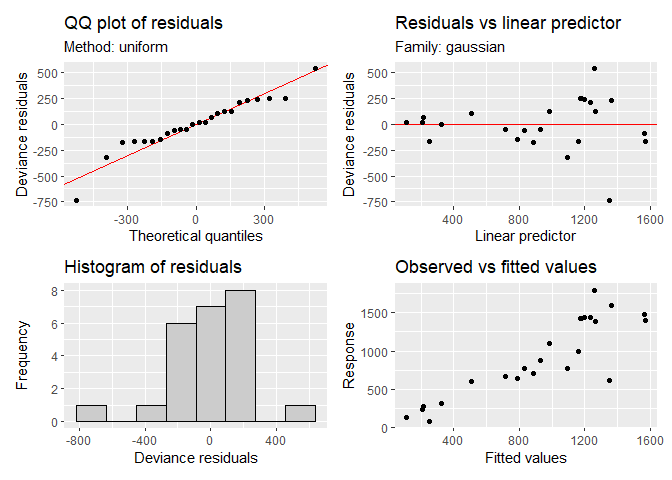 QQ plot of residuals
Method: uniform
500
250
0
-250
-500
-750
-300
0
300
Deviance residuals
Theoretical quantiles
Residuals vs linear predictor
Family: gaussian
500
250
0
-250
-500
-750
400
800
1200
1600
Deviance residuals
Linear predictor
Histogram of residuals
8
6
4
2
0
-800
-400
0
400
Frequency
Deviance residuals
Observed vs fitted values
1500
1000
500
0
400
800
1200
1600
Response
Fitted values